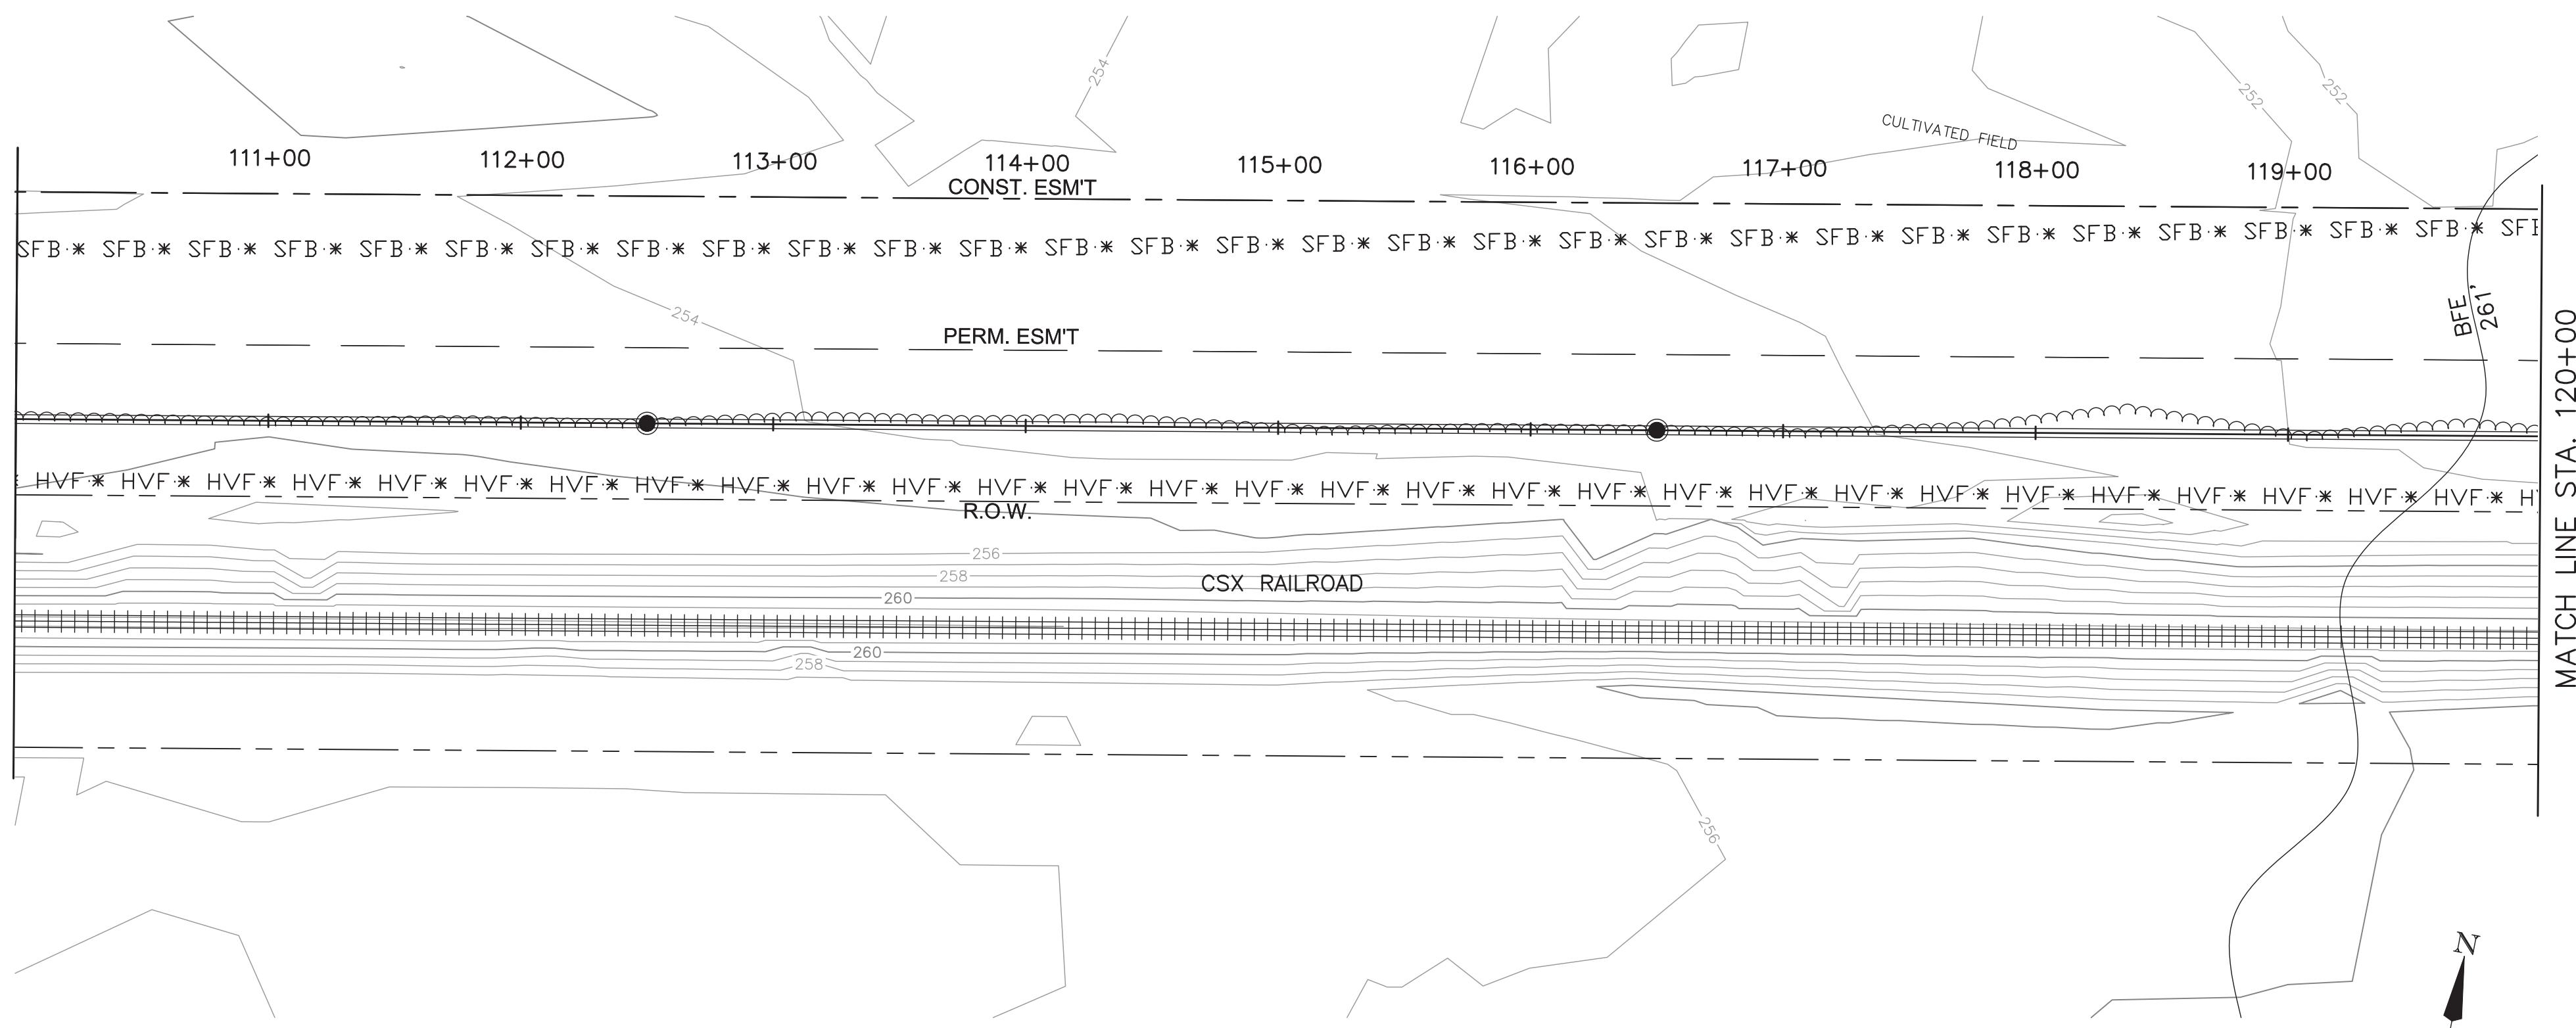 254
252
252
CULTIVATED FIELD
111+00 112+00 113+00 114+00 115+00 116+00 117+00 118+00 119+00
CONST. ESM'T
SFB·* SFB·* SFB·* SFB·* SFB·* SFB·* SFB·* SFB·* SFB·* SFB·* SFB·* SFB·* SFB·* SFB·* SFB·* SFB·* SFB·* SFB·* SFB·* SFB·* SFB·* SFB·* SFB·* SFB·* SFB·* SFB·* SFB·* SFB·* SFB·* SFB
254
BFE
261'
PERM. ESM'T
MATCH LINE STA. 120+00
* HVF·* HVF·* HVF·* HVF·* HVF·* HVF·* HVF·* HVF·* HVF·* HVF·* HVF·* HVF·* HVF·* HVF·* HVF·* HVF·* HVF·* HVF·* HVF·* HVF·* HVF·* HVF·* HVF·* HVF·* HVF·* HVF·* HVF·* HVF·* HVF·* H
R.O.W.
256
258
CSX RAILROAD
260
260
258
256
N